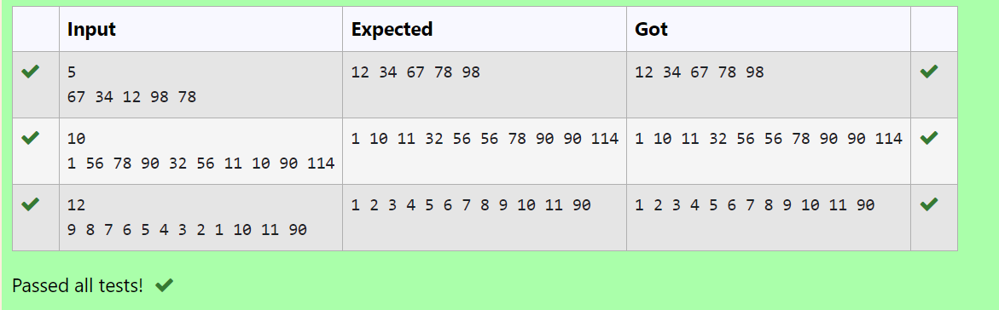 Input Expected Got
5 12 34 67 78 98 12 34 67 78 98
67 34 12 98 78
10 1 10 11 32 56 56 78 90 90 114 1 10 11 32 56 56 78 90 90 114
1 56 78 90 32 56 11 10 90 114
12 1 2 3 4 5 6 7 8 9 10 11 90 1 2 3 4 5 6 7 8 9 10 11 90
9 8 7 6 5 4 3 2 1 10 11 90
Passed all tests!